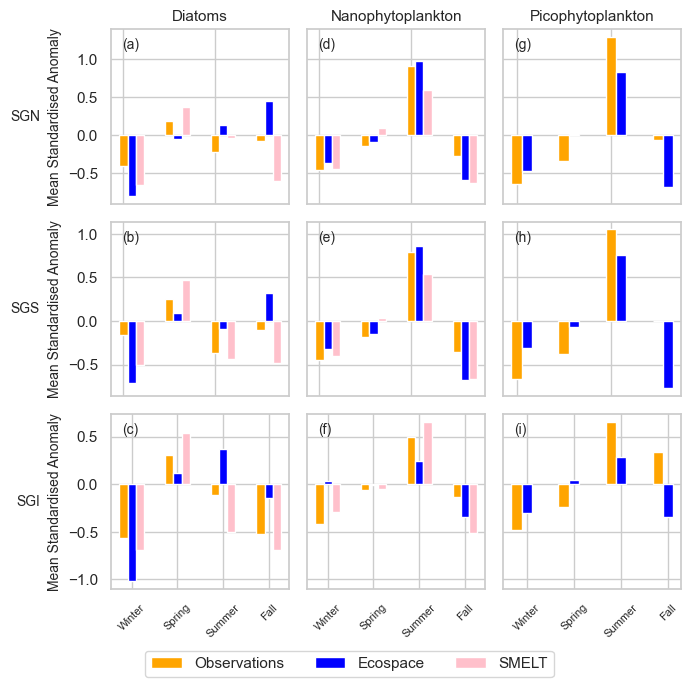 Diatoms Nanophytoplankton Picophytoplankton
SGN
Mean Standardised Anomaly
1.0
0.5
0.0
−0.5
(a)
(d)
(g)
SGS
Mean Standardised Anomaly
1.0
0.5
0.0
−0.5
(b)
(e)
(h)
SGI
Mean Standardised Anomaly
0.5
0.0
−0.5
−1.0
(c)
(f)
(i)
Winter Spring Summer Fall
Winter Spring Summer Fall
Winter Spring Summer Fall
Observations Ecospace SMELT